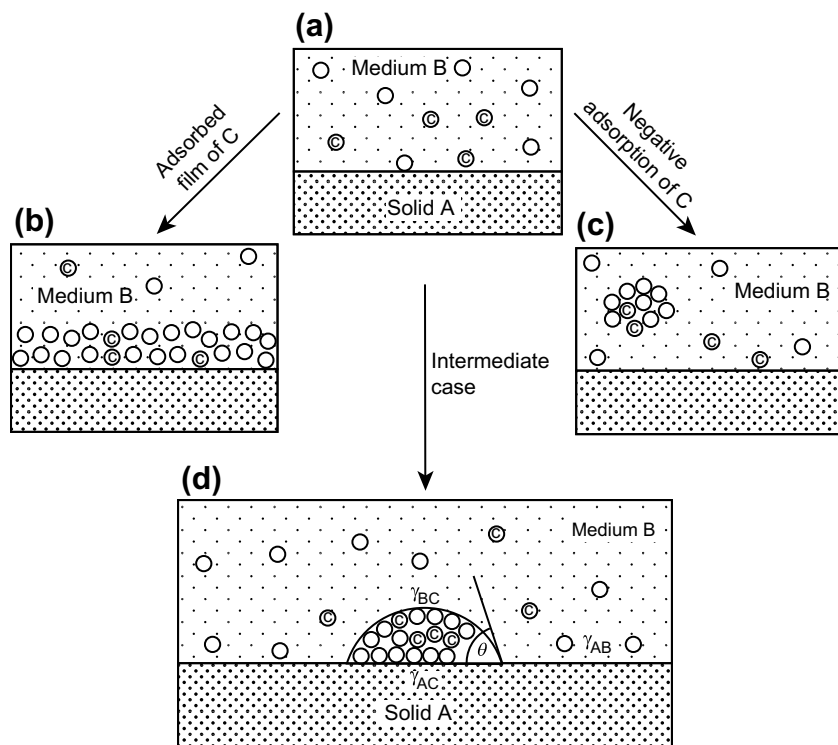 (a)
Medium B
C
C
C
C
Solid A
Adsorbed
film of C
Negative
adsorption of C
(b)
C
Medium B
C
C
C
(c)
Medium B
C
C
C
C
Intermediate
case
(d)
C
Medium B
γBC
C
C
C
C
C
C
C
θ
γAB
γAC
Solid A